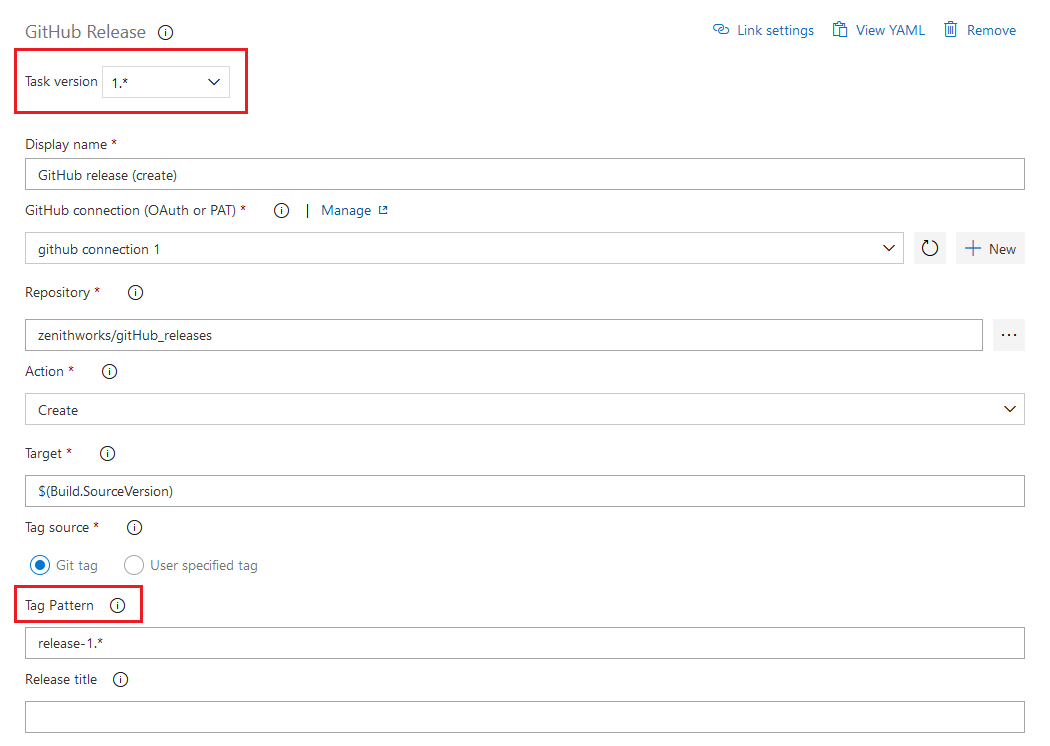 GitHub Release Link settings View YAML Remove
Task version 1.*
Display name *
GitHub release (create)
GitHub connection (OAuth or PAT) * | Manage
github connection 1 New
Repository *
zenithworks/gitHub_releases ...
Action *
Create
Target *
$(Build.SourceVersion)
Tag source *
Git tag User specified tag
Tag Pattern
release-1.*
Release title